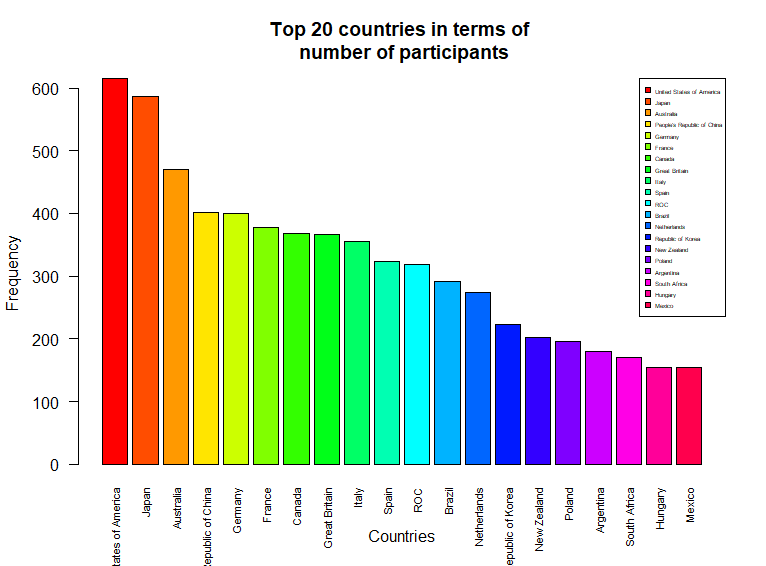 Top 20 countries in terms of
number of participants
Frequency
600
500
400
300
200
100
0
United States of America
Japan
Australia
People's Republic of China
Germany
France
Canada
Great Britain
Italy
Spain
ROC
Brazil
Netherlands
Republic of Korea
New Zealand
Poland
Argentina
South Africa
Hungary
Mexico
tates of America
Japan
Australia
Republic of China
Germany
France
Canada
Great Britain
Italy
Spain
ROC
Brazil
Netherlands
epublic of Korea
New Zealand
Poland
Argentina
South Africa
Hungary
Mexico
Countries